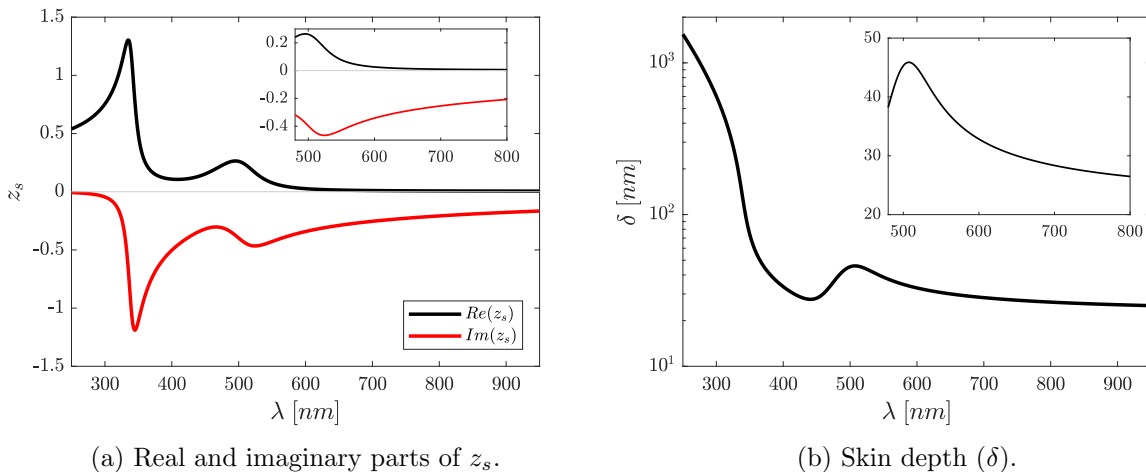 1.5
1
0.5
0
-0.5
-1
-1.5
z_s
300 400 500 600 700 800 900
λ [nm]
0.2
0
-0.2
-0.4
500 600 700 800
Re(z_s)
Im(z_s)
(a) Real and imaginary parts of z_s.
10^3
10^2
10^1
δ [nm]
300 400 500 600 700 800 900
λ [nm]
50
40
30
20
500 600 700 800
(b) Skin depth (δ).